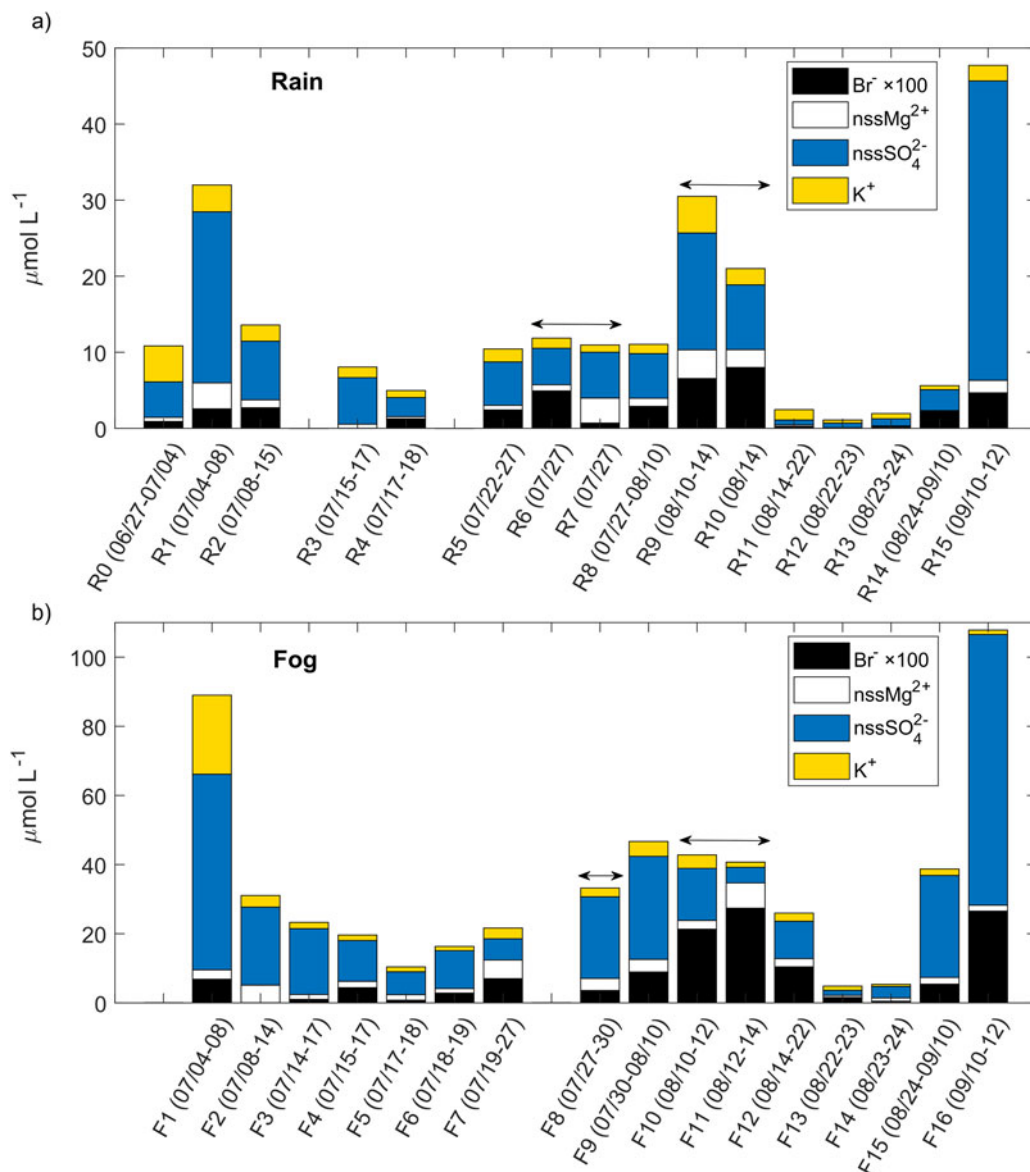 a)
50
40
30
20
10
0
μmol L⁻¹
Rain
Br⁻ ×100
nssMg²⁺
nssSO₄²⁻
K⁺
R0 (06/27-07/04)
R1 (07/04-08)
R2 (07/08-15)
R3 (07/15-17)
R4 (07/17-18)
R5 (07/22-27)
R6 (07/27)
R7 (07/27)
R8 (07/27-08/10)
R9 (08/10-14)
R10 (08/14)
R11 (08/14-22)
R12 (08/22-23)
R13 (08/23-24)
R14 (08/24-09/10)
R15 (09/10-12)
b)
100
80
60
40
20
0
μmol L⁻¹
Fog
Br⁻ ×100
nssMg²⁺
nssSO₄²⁻
K⁺
F1 (07/04-08)
F2 (07/08-14)
F3 (07/14-17)
F4 (07/15-17)
F5 (07/17-18)
F6 (07/18-19)
F7 (07/19-27)
F8 (07/27-30)
F9 (07/30-08/10)
F10 (08/10-12)
F11 (08/12-14)
F12 (08/14-22)
F13 (08/22-23)
F14 (08/23-24)
F15 (08/24-09/10)
F16 (09/10-12)